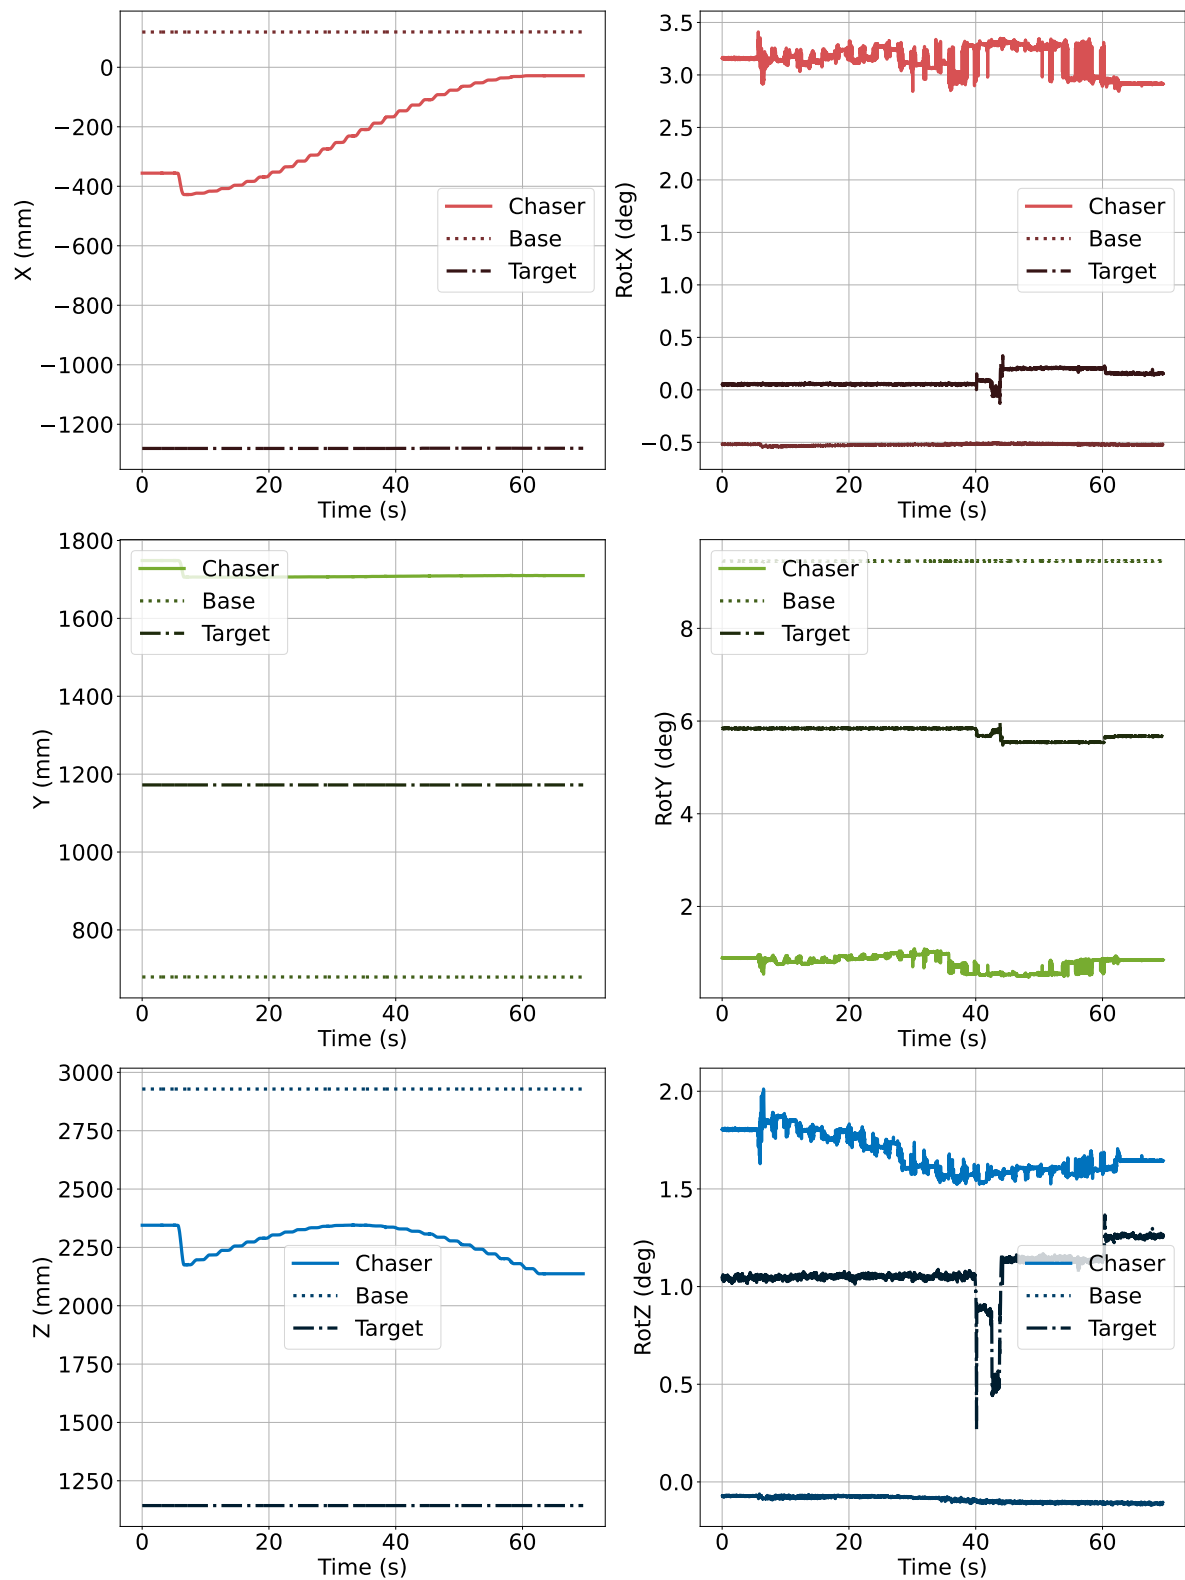 X (mm)
0
−200
−400
−600
−800
−1000
−1200
0 20 40 60
Time (s)
Chaser
Base
Target
RotX (deg)
3.5
3.0
2.5
2.0
1.5
1.0
0.5
0.0
−0.5
0 20 40 60
Time (s)
Chaser
Base
Target
Y (mm)
1800
1600
1400
1200
1000
800
0 20 40 60
Time (s)
Chaser
Base
Target
RotY (deg)
8
6
4
2
0 20 40 60
Time (s)
Chaser
Base
Target
Z (mm)
3000
2750
2500
2250
2000
1750
1500
1250
0 20 40 60
Time (s)
Chaser
Base
Target
RotZ (deg)
2.0
1.5
1.0
0.5
0.0
0 20 40 60
Time (s)
Chaser
Base
Target